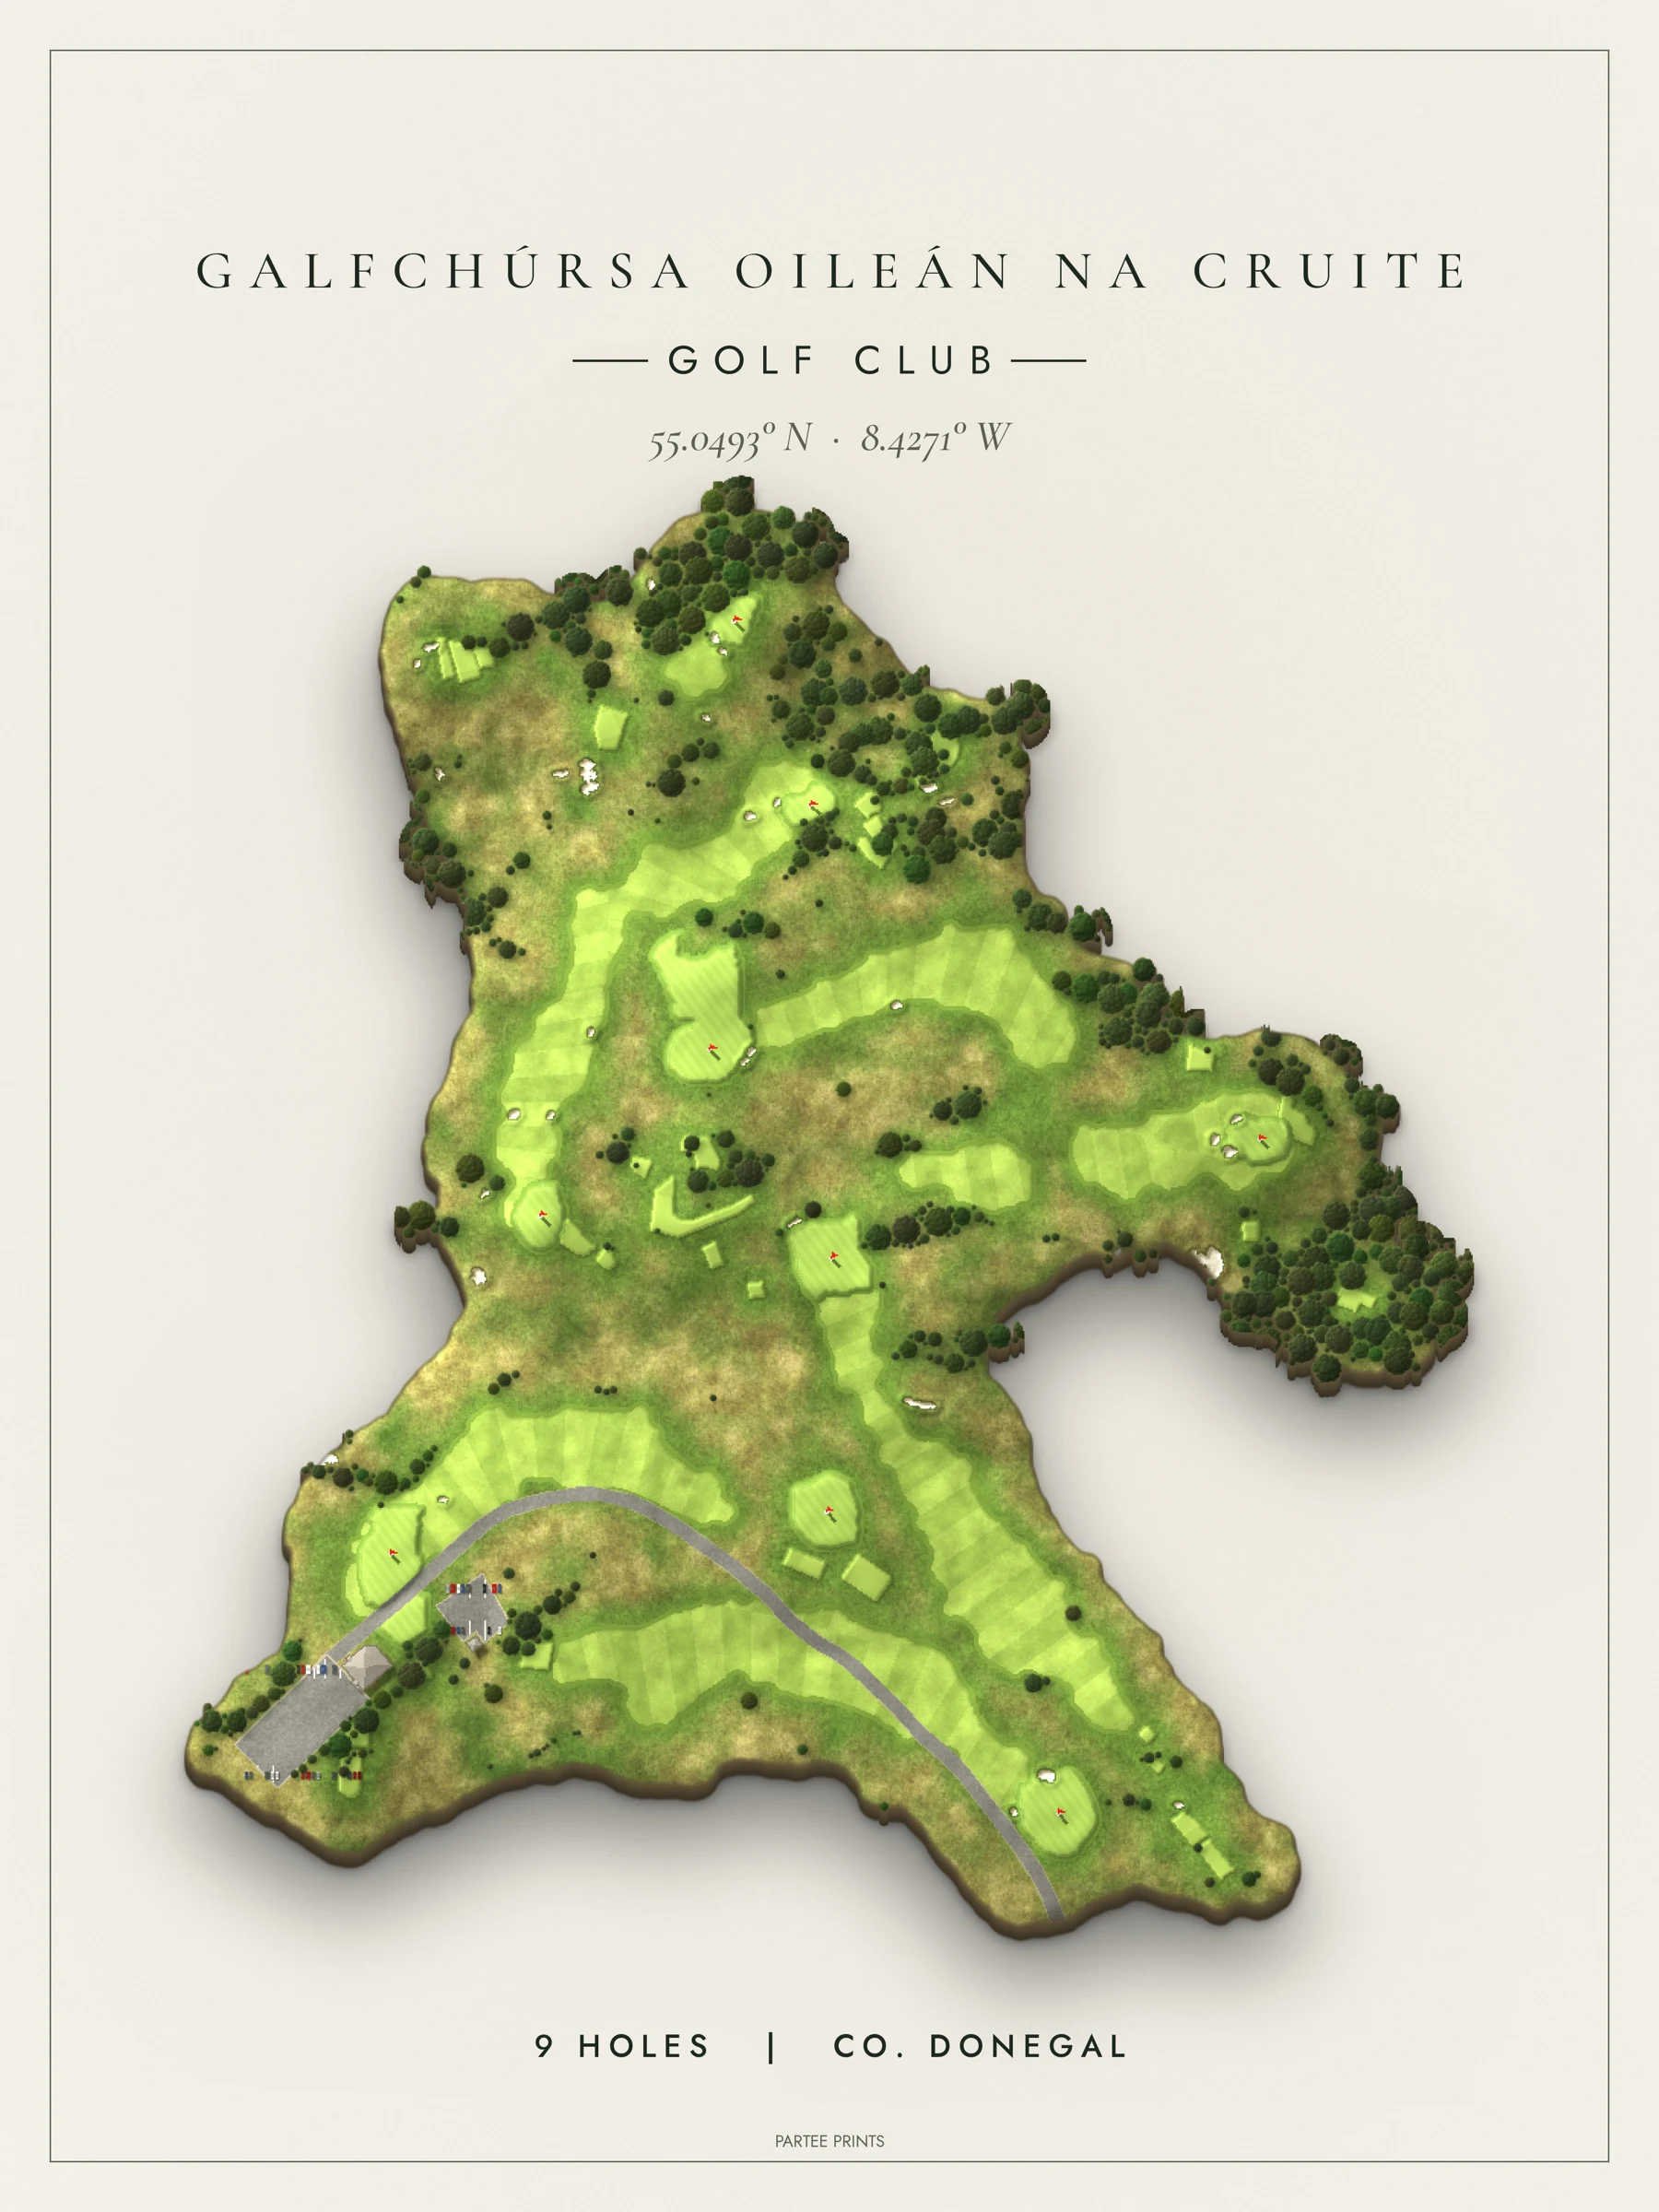 GALFCHÚRSA OILEÁN NA CRUITE
GOLF CLUB
55.0493° N · 8.4271° W
9 HOLES | CO. DONEGAL
PARTEE PRINTS